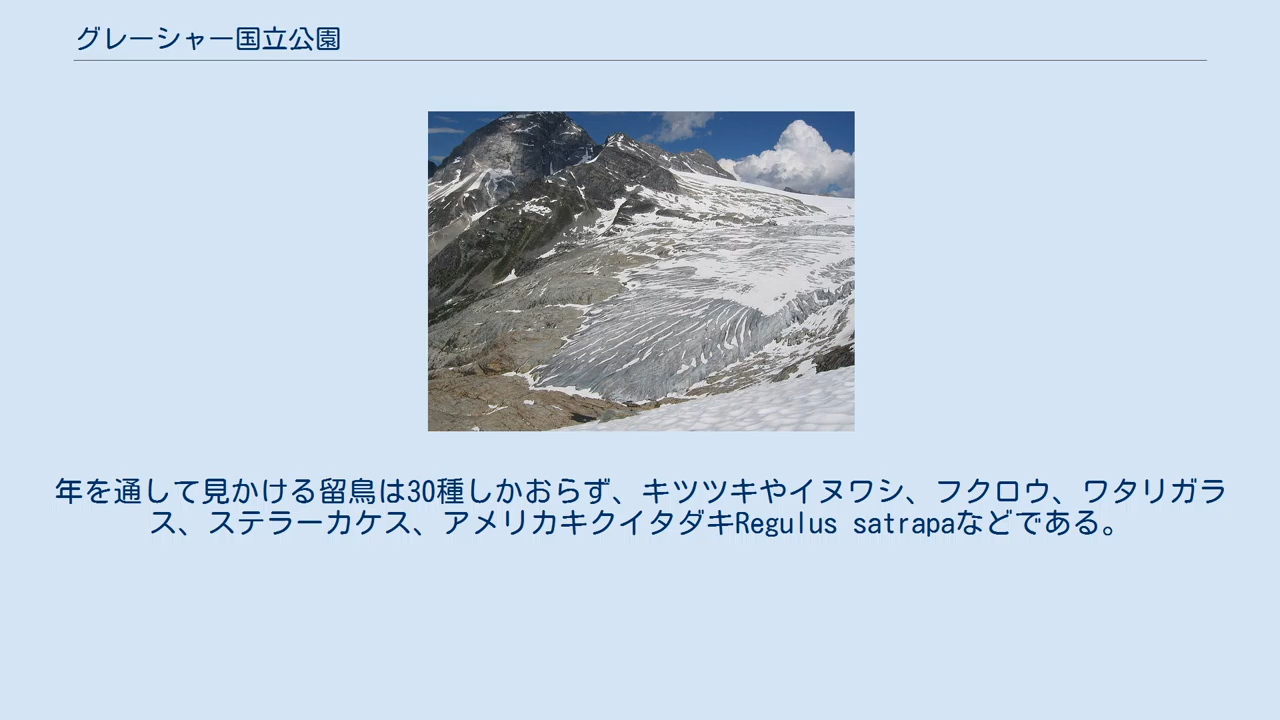 グレーシャー国立公園
年を通して見かける留鳥は30種しかおらず、キツツキやイヌワシ、フクロウ、ワタリガラ
ス、ステラーカケス、アメリカキクイタダキRegulus satrapaなどである。